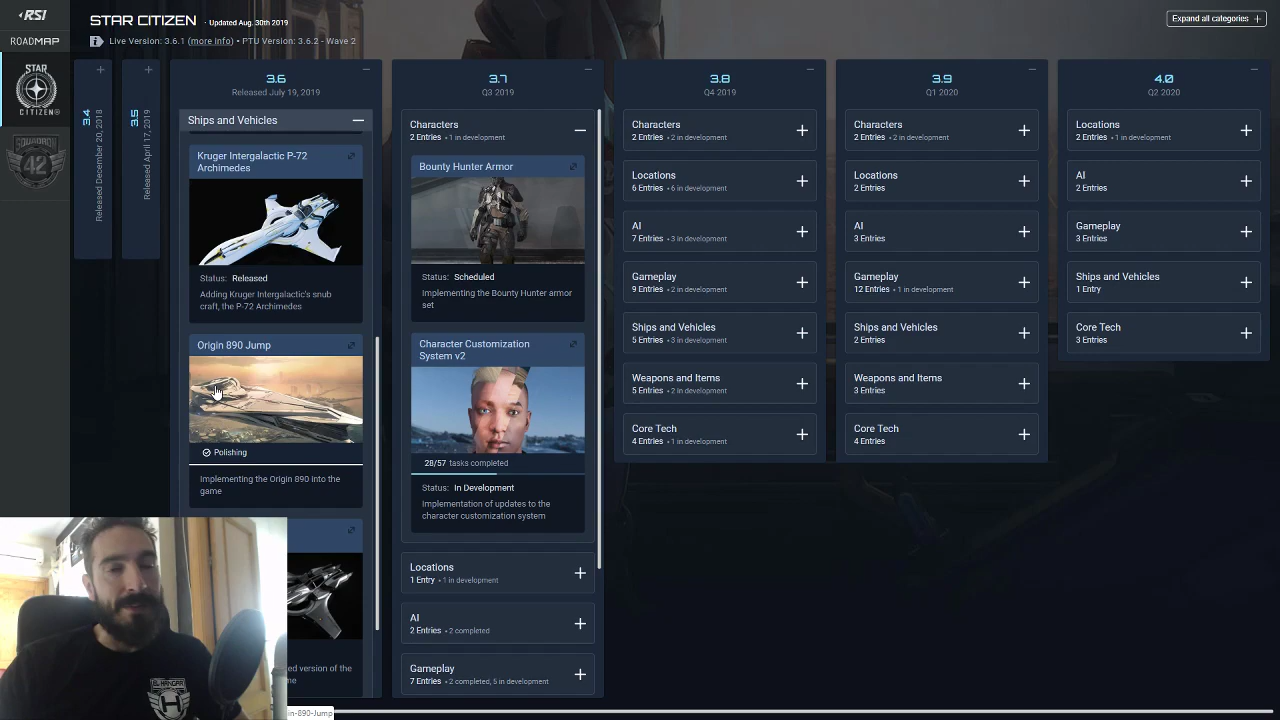 RSI
ROADMAP
STAR CITIZEN
SQUADRON 42
STAR CITIZEN • Updated Aug. 30th 2019
Live Version: 3.6.1 (more info) • PTU Version: 3.6.2 - Wave 2
Expand all categories +
3.4
Released December 20, 2018
3.5
Released April 17, 2019
3.6
Released July 19, 2019
Ships and Vehicles
Kruger Intergalactic P-72
Archimedes
Status: Released
Adding Kruger Intergalactic's snub
craft, the P-72 Archimedes
Origin 890 Jump
Polishing
Implementing the Origin 890 into the
game
ed version of the
me
in-890-Jump
3.7
Q3 2019
Characters
2 Entries • 1 in development
Bounty Hunter Armor
Status: Scheduled
Implementing the Bounty Hunter armor
set
Character Customization
System v2
28/57 tasks completed
Status: In Development
Implementation of updates to the
character customization system
Locations
1 Entry • 1 in development
AI
2 Entries • 2 completed
Gameplay
7 Entries • 2 completed, 5 in development
3.8
Q4 2019
Characters
2 Entries • 2 in development
Locations
6 Entries • 6 in development
AI
7 Entries • 3 in development
Gameplay
9 Entries • 2 in development
Ships and Vehicles
5 Entries • 3 in development
Weapons and Items
5 Entries • 2 in development
Core Tech
4 Entries • 1 in development
3.9
Q1 2020
Characters
2 Entries • 2 in development
Locations
2 Entries
AI
3 Entries
Gameplay
12 Entries • 1 in development
Ships and Vehicles
2 Entries
Weapons and Items
3 Entries
Core Tech
4 Entries
4.0
Q2 2020
Locations
2 Entries • 1 in development
AI
2 Entries
Gameplay
3 Entries
Ships and Vehicles
1 Entry
Core Tech
3 Entries